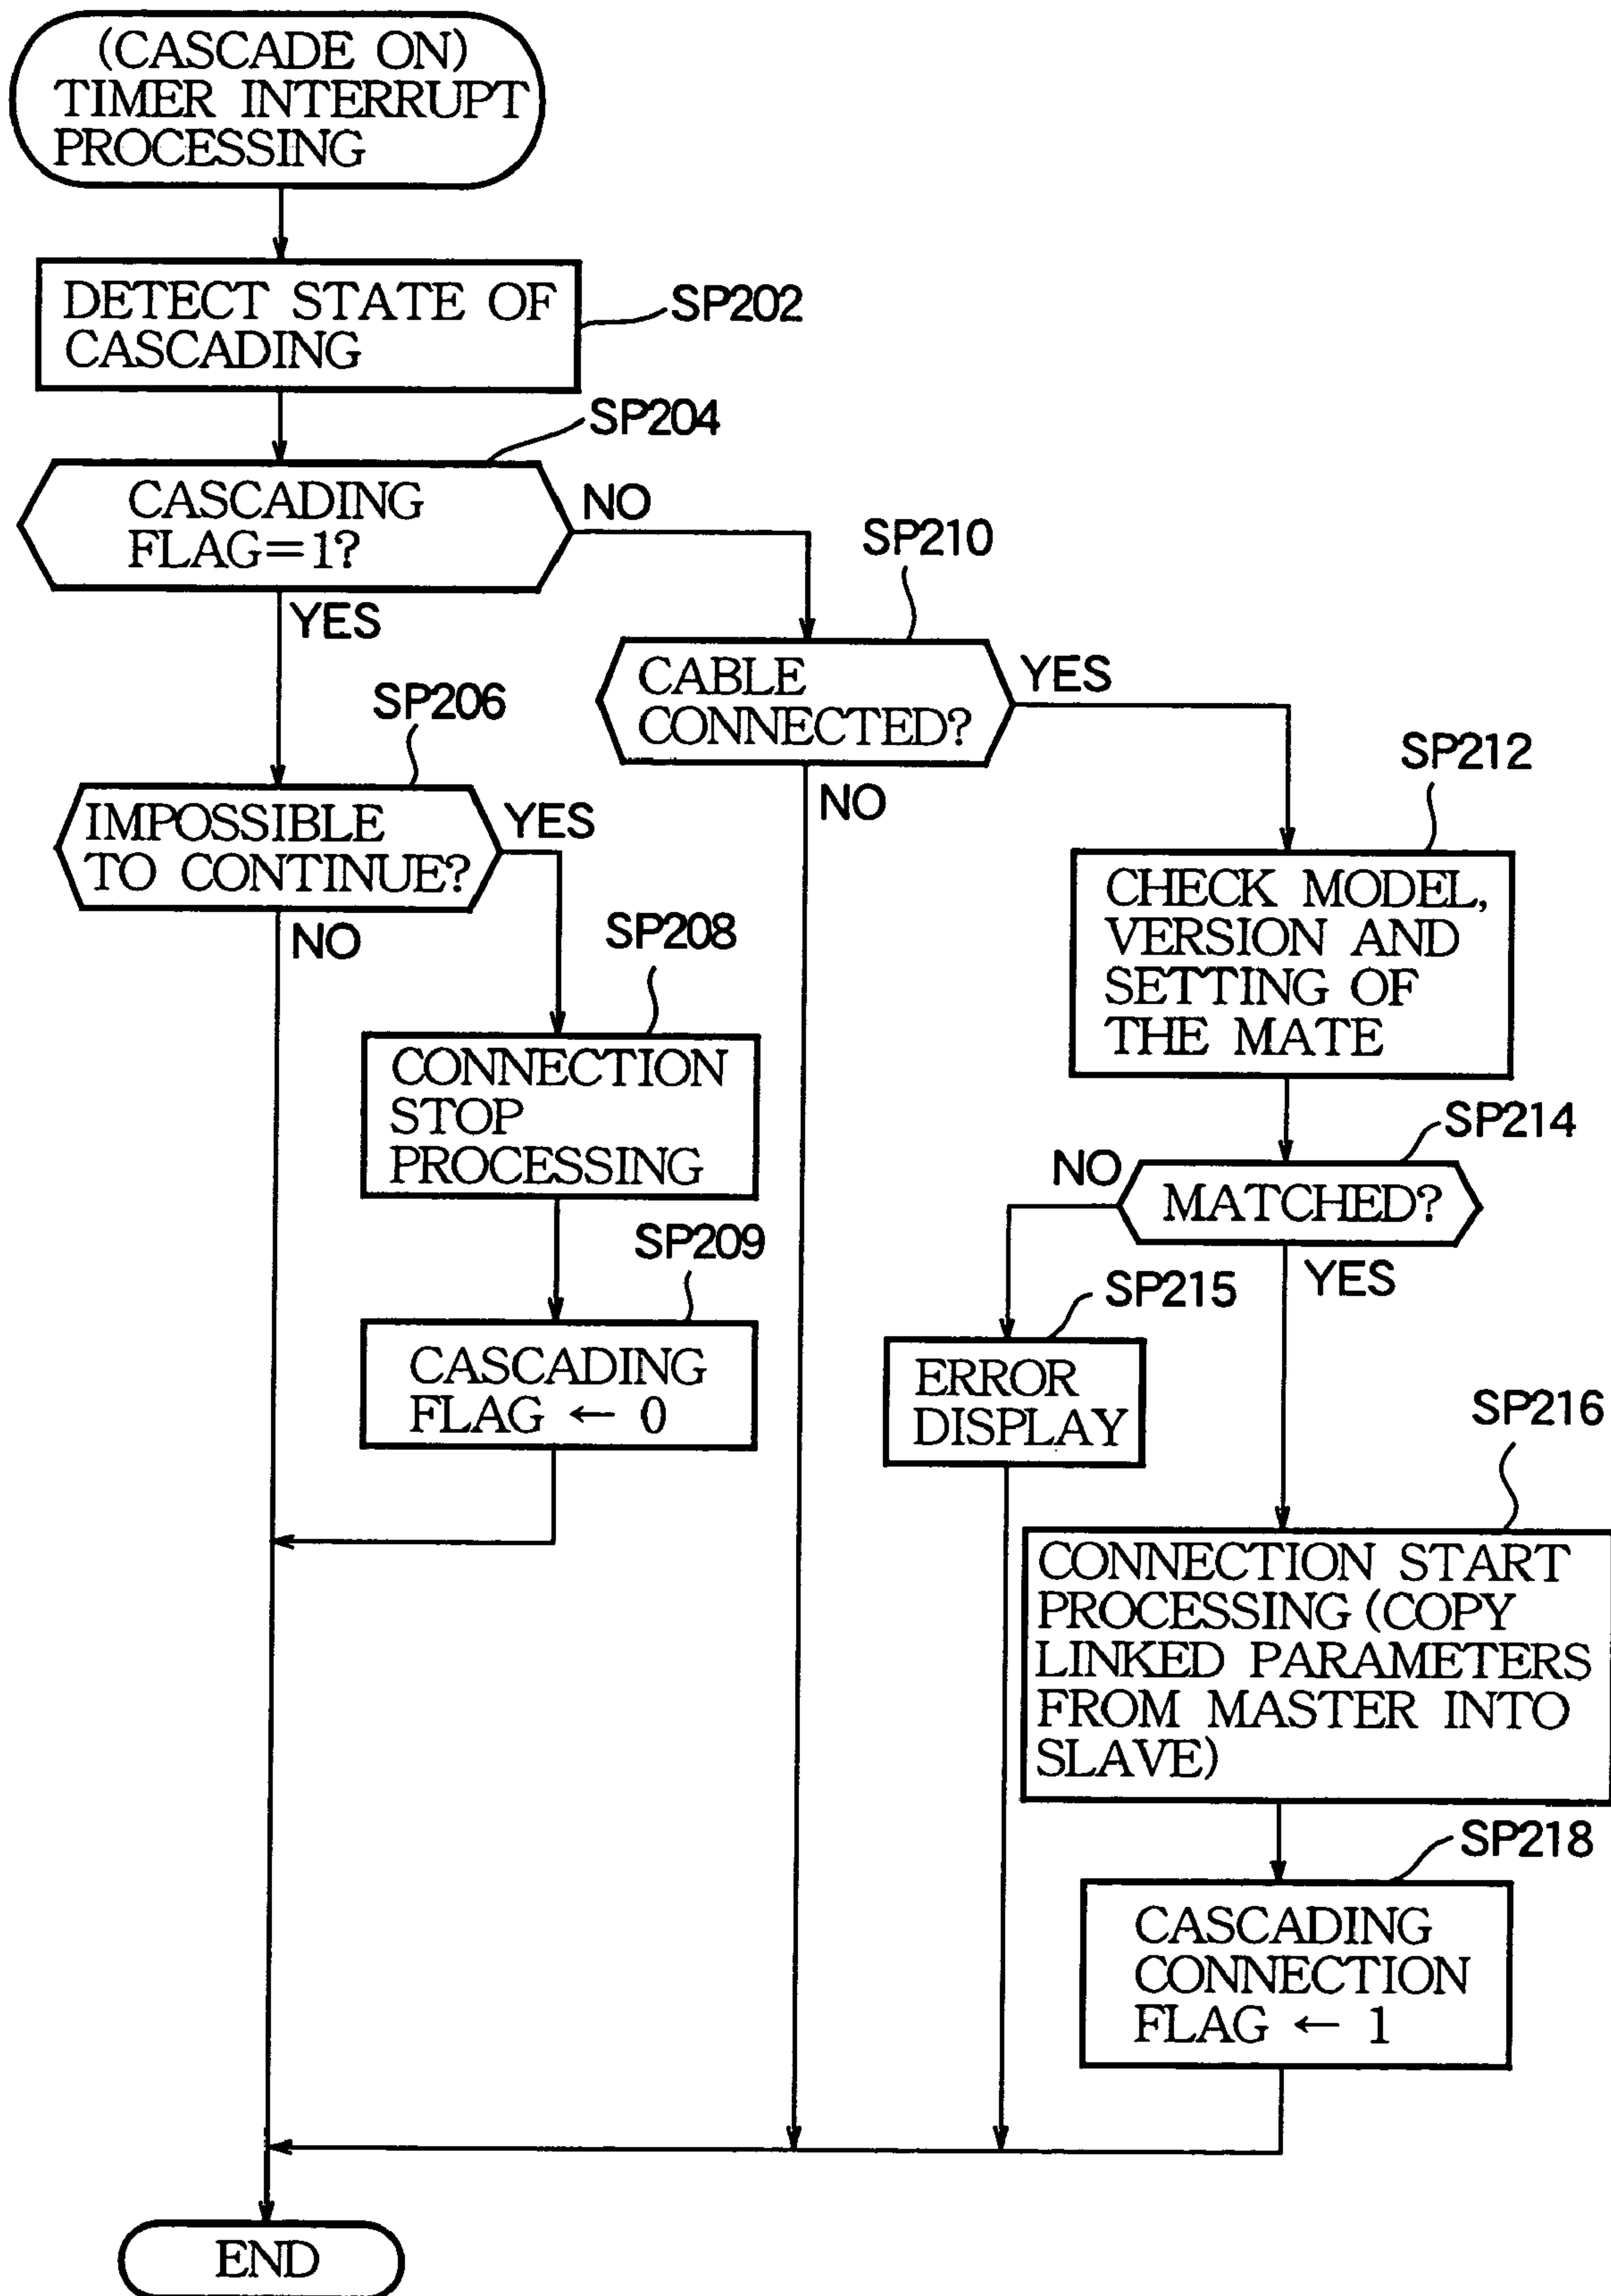 (CASCADE ON)
TIMER INTERRUPT
PROCESSING
DETECT STATE OF
CASCADING
SP202
SP204
CASCADING
FLAG=1?
NO
YES
SP210
CABLE
CONNECTED?
YES
NO
SP206
IMPOSSIBLE
TO CONTINUE?
YES
NO
SP208
CONNECTION
STOP
PROCESSING
SP209
CASCADING
FLAG ← 0
SP212
CHECK MODEL,
VERSION AND
SETTING OF
THE MATE
SP214
MATCHED?
NO
YES
SP215
ERROR
DISPLAY
SP216
CONNECTION START
PROCESSING (COPY
LINKED PARAMETERS
FROM MASTER INTO
SLAVE)
SP218
CASCADING
CONNECTION
FLAG ← 1
END